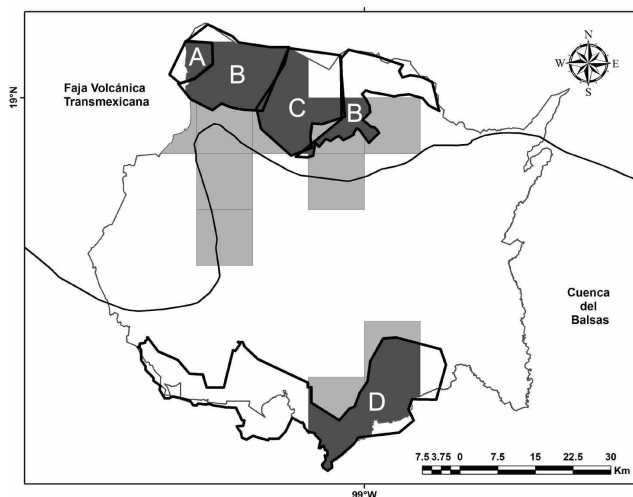 N
W E
S
A
Faja Volcánica
Transmexicana
B
19°N
C
B
Cuenca
del
Balsas
D
7.5 3.75 0 7.5 15 22.5 30
Km
99°W